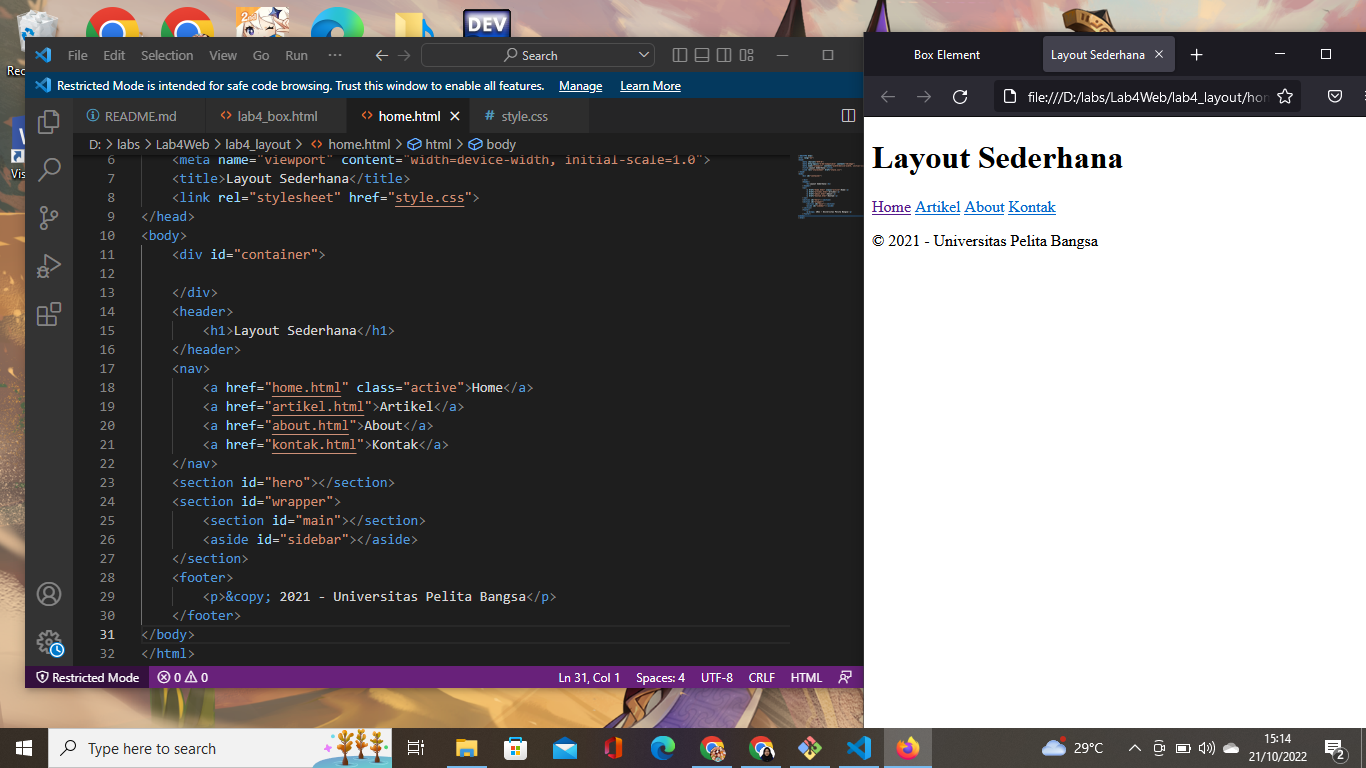 DEV
Rec
Vis
File Edit Selection View Go Run ··· Search
Restricted Mode is intended for safe code browsing. Trust this window to enable all features. Manage Learn More
README.md lab4_box.html home.html style.css
D: > labs > Lab4Web > lab4_layout > home.html > html > body
6 <meta name="viewport" content="width=device-width, initial-scale=1.0">
7 <title>Layout Sederhana</title>
8 <link rel="stylesheet" href="style.css">
9 </head>
10 <body>
11 <div id="container">
12
13 </div>
14 <header>
15 <h1>Layout Sederhana</h1>
16 </header>
17 <nav>
18 <a href="home.html" class="active">Home</a>
19 <a href="artikel.html">Artikel</a>
20 <a href="about.html">About</a>
21 <a href="kontak.html">Kontak</a>
22 </nav>
23 <section id="hero"></section>
24 <section id="wrapper">
25 <section id="main"></section>
26 <aside id="sidebar"></aside>
27 </section>
28 <footer>
29 <p>&copy; 2021 - Universitas Pelita Bangsa</p>
30 </footer>
31 </body>
32 </html>
Restricted Mode 0 0 Ln 31, Col 1 Spaces: 4 UTF-8 CRLF HTML
Box Element Layout Sederhana
file:///D:/labs/Lab4Web/lab4_layout/hom
Layout Sederhana
Home Artikel About Kontak
© 2021 - Universitas Pelita Bangsa
Type here to search
29°C
15:14
21/10/2022
2